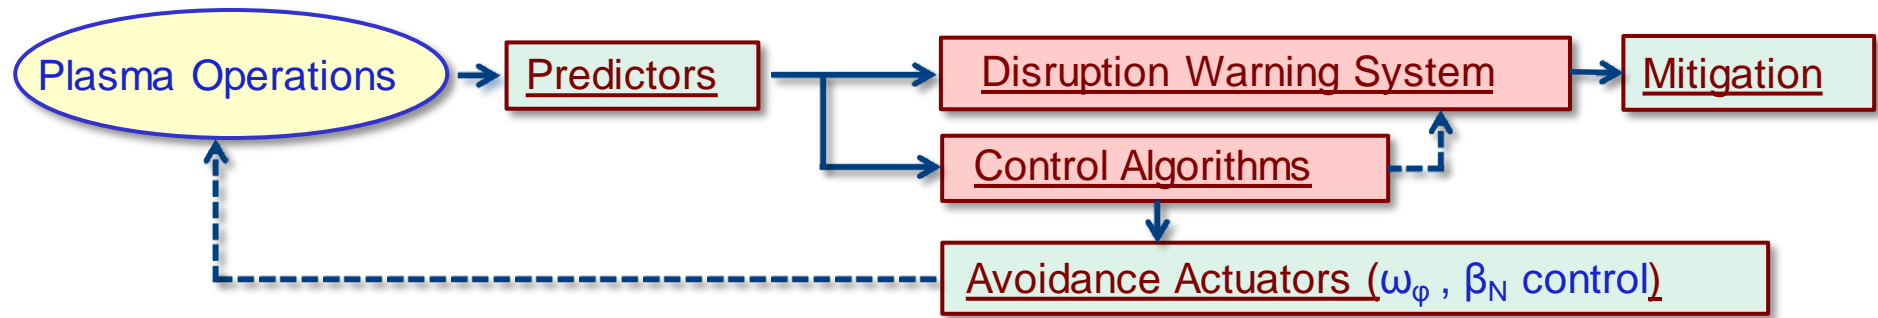 Plasma Operations
Predictors
Disruption Warning System
Mitigation
Control Algorithms
Avoidance Actuators (ωφ , βN control)